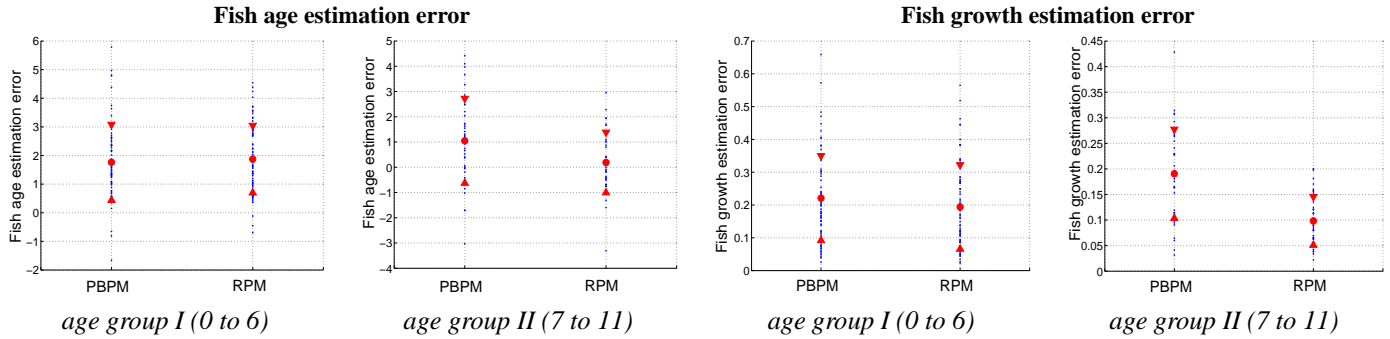 Fish age estimation error
Fish growth estimation error
Fish age estimation error
6
5
4
3
2
1
0
−1
−2
PBPM
RPM
age group I (0 to 6)
Fish age estimation error
5
4
3
2
1
0
−1
−2
−3
−4
PBPM
RPM
age group II (7 to 11)
Fish growth estimation error
0.7
0.6
0.5
0.4
0.3
0.2
0.1
0
PBPM
RPM
age group I (0 to 6)
Fish growth estimation error
0.45
0.4
0.35
0.3
0.25
0.2
0.15
0.1
0.05
0
PBPM
RPM
age group II (7 to 11)